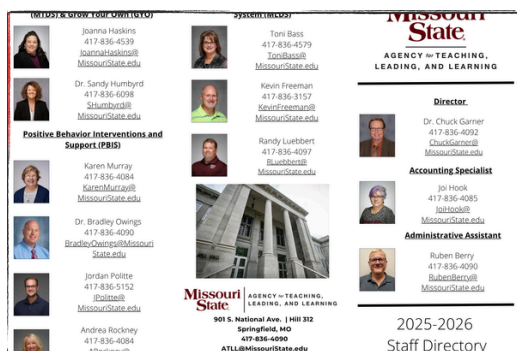 (MTDS) & Grow Your Own (GYO)
Joanna Haskins
417-836-4539
JoannaHaskins@
MissouriState.edu
Dr. Sandy Humbyrd
417-836-6098
SHumbyrd@
MissouriState.edu
Positive Behavior Interventions and
Support (PBIS)
Karen Murray
417-836-4084
KarenMurray@
MissouriState.edu
Dr. Bradley Owings
417-836-4090
BradleyOwings@Missouri
State.edu
Jordan Politte
417-836-5152
JPolitte@
MissouriState.edu
Andrea Rockney
417-836-4084
ARockney@
System (MLDS)
Toni Bass
417-836-4579
ToniBass@
MissouriState.edu
Kevin Freeman
417-836-3157
KevinFreeman@
MissouriState.edu
Randy Luebbert
417-836-4097
RLuebbert@
MissouriState.edu
Missouri
State
AGENCY for TEACHING,
LEADING, AND LEARNING
901 S. National Ave. | Hill 312
Springfield, MO
417-836-4090
ATLL@MissouriState.edu
Missouri
State
AGENCY for TEACHING,
LEADING, AND LEARNING
Director
Dr. Chuck Garner
417-836-4092
ChuckGarner@
MissouriState.edu
Accounting Specialist
Joi Hook
417-836-4085
JoiHook@
MissouriState.edu
Administrative Assistant
Ruben Berry
417-836-4090
RubenBerry@
MissouriState.edu
2025-2026
Staff Directory